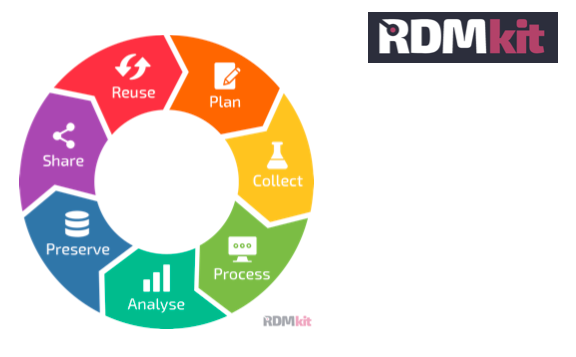 RDMkit
Reuse
Plan
Share
Collect
Preserve
Process
Analyse
RDMkit